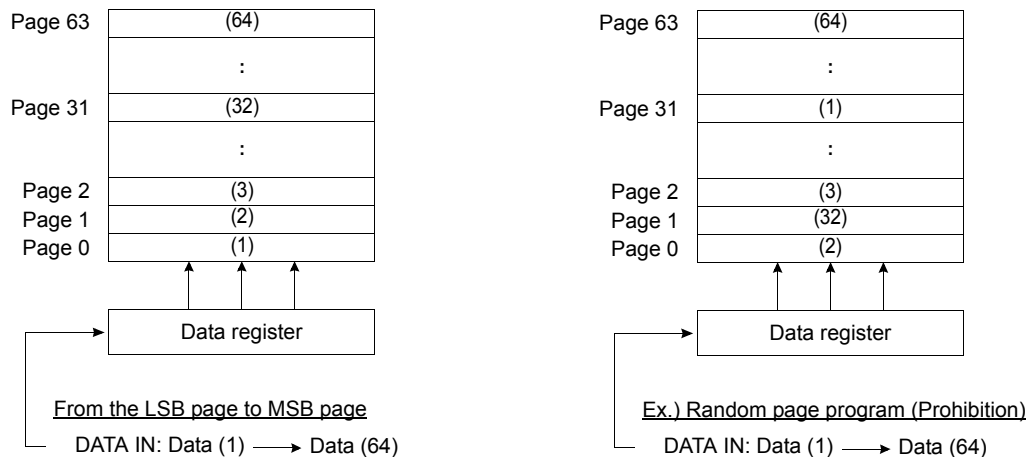 Page 63 (64)
:
Page 31 (32)
:
Page 2 (3)
Page 1 (2)
Page 0 (1)
Data register
From the LSB page to MSB page
DATA IN: Data (1) Data (64)
Page 63 (64)
:
Page 31 (1)
:
Page 2 (3)
Page 1 (32)
Page 0 (2)
Data register
Ex.) Random page program (Prohibition)
DATA IN: Data (1) Data (64)